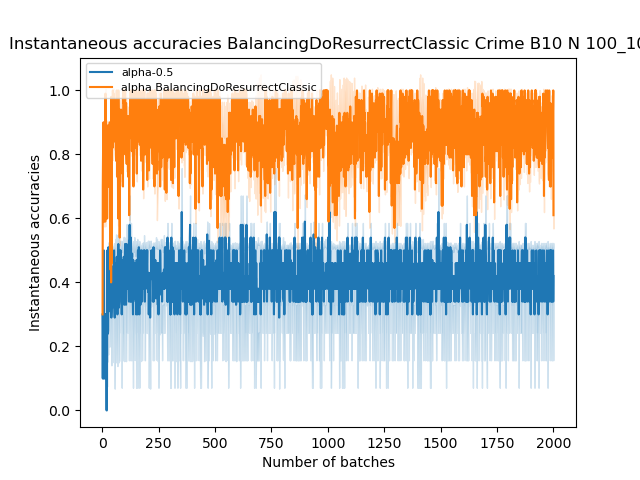 Instantaneous accuracies BalancingDoResurrectClassic Crime B10 N 100_10
alpha-0.5
alpha BalancingDoResurrectClassic
1.0
0.8
0.6
0.4
0.2
0.0
Instantaneous accuracies
0 250 500 750 1000 1250 1500 1750 2000
Number of batches